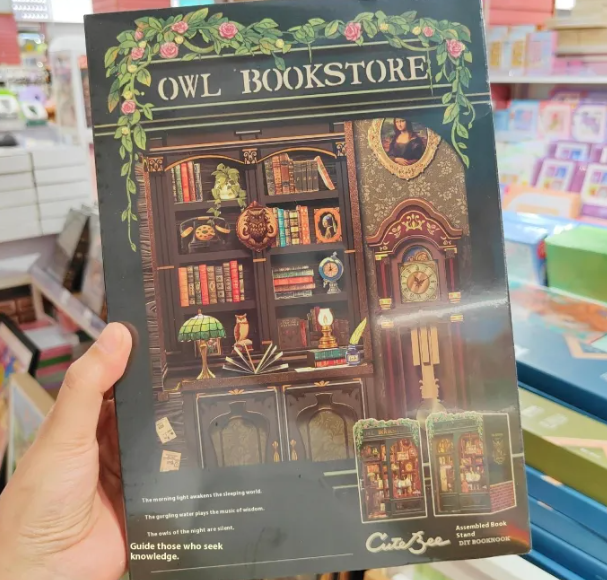 OWL BOOKSTORE
The morning light awakens the sleeping world.
The gurgling water plays the music of wisdom.
The owls of the night are silent.
Guide those who seek
knowledge.
CuteBee
Assembled Book
Stand
DIY BOOKNOOK